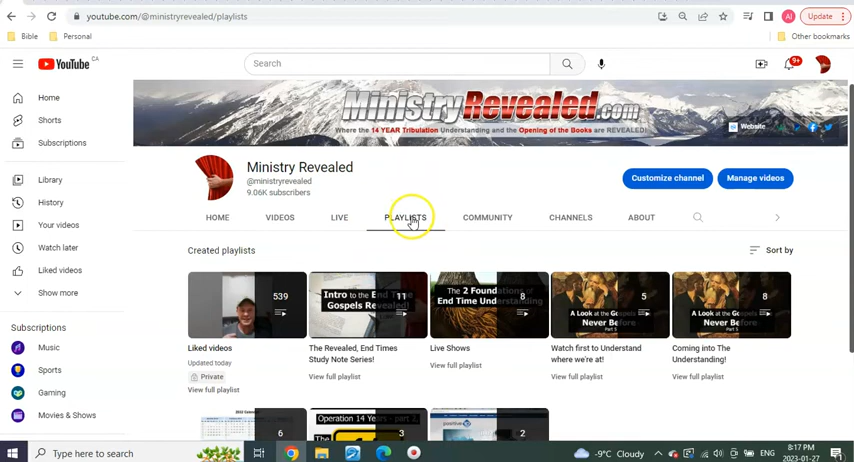 youtube.com/@ministryrevealed/playlists
Update
Bible
Personal
Other bookmarks
YouTube CA
Search
9+
Home
Shorts
Subscriptions
Library
History
Your videos
Watch later
Liked videos
Show more
Subscriptions
Music
Sports
Gaming
Movies & Shows
MinistryRevealed.com
Where the 14 YEAR Tribulation Understanding and the Opening of the Books are REVEALED!
Website
Ministry Revealed
@ministryrevealed
9.06K subscribers
Customize channel
Manage videos
HOME
VIDEOS
LIVE
PLAYLISTS
COMMUNITY
CHANNELS
ABOUT
Created playlists
Sort by
539
Liked videos
Updated today
Private
View full playlist
Intro to the End Time
Gospels Revealed!
11
The Revealed, End Times
Study Note Series!
View full playlist
The 2 Foundations
of End Time Understanding
8
Live Shows
View full playlist
A Look at the Gospels
Never Before
5
Watch first to Understand
where we're at!
View full playlist
A Look at the Gospels
Never Before
8
Coming into The
Understanding!
View full playlist
2022 Calendar
6
Operation 14 Years - part
The
3
positive
2
Type here to search
-9°C Cloudy
ENG
8:17 PM
2023-01-27